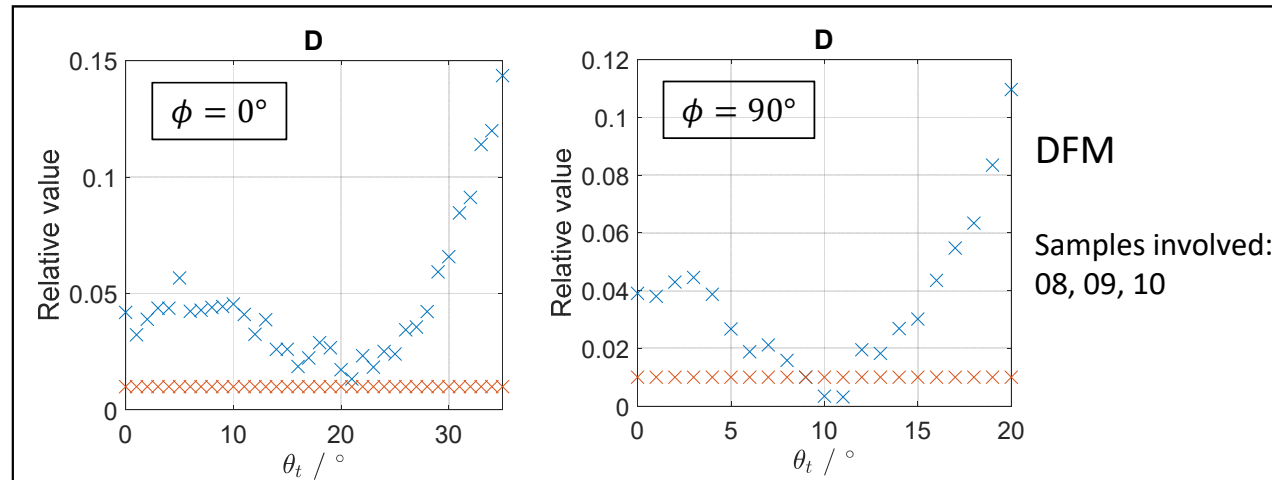 D
ϕ = 0°
Relative value
0.15
0.1
0.05
0
0 10 20 30
θt / °
D
ϕ = 90°
Relative value
0.12
0.1
0.08
0.06
0.04
0.02
0
0 5 10 15 20
θt / °
DFM
Samples involved:
08, 09, 10